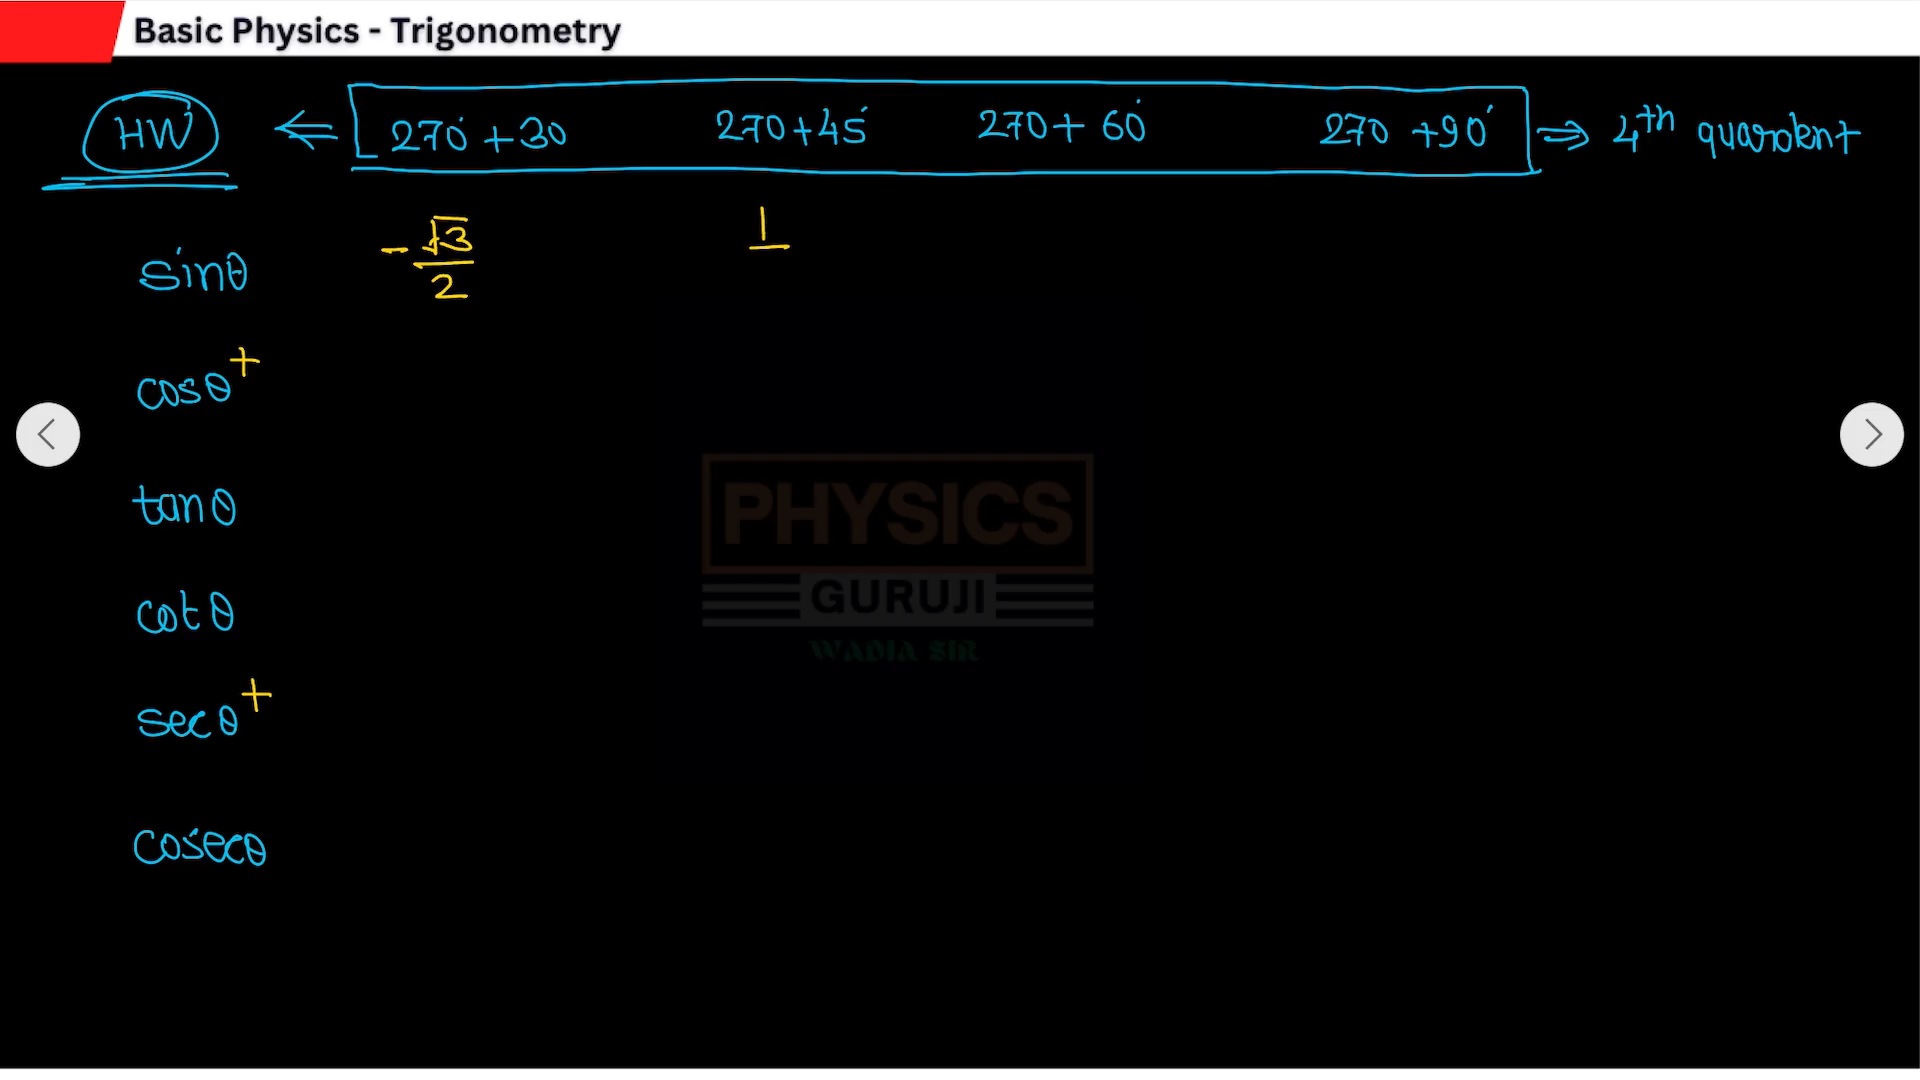 Basic Physics - Trigonometry
HW ⇐ 270° + 30 270 + 45° 270 + 60° 270 + 90° ⇒ 4th
sinθ - √3/2 1
cosθ +
tanθ
cotθ
secθ +
cosecθ
PHYSICS
GURUJI
WADIA SIR